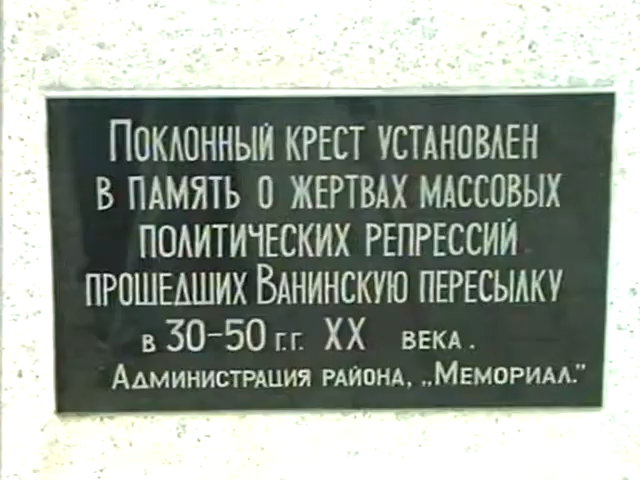 Поклонный крест установлен
в память о жертвах массовых
политических репрессий
прошедших Ванинскую пересылку
в 30-50 г.г. XX века.
Администрация района, „Мемориал."